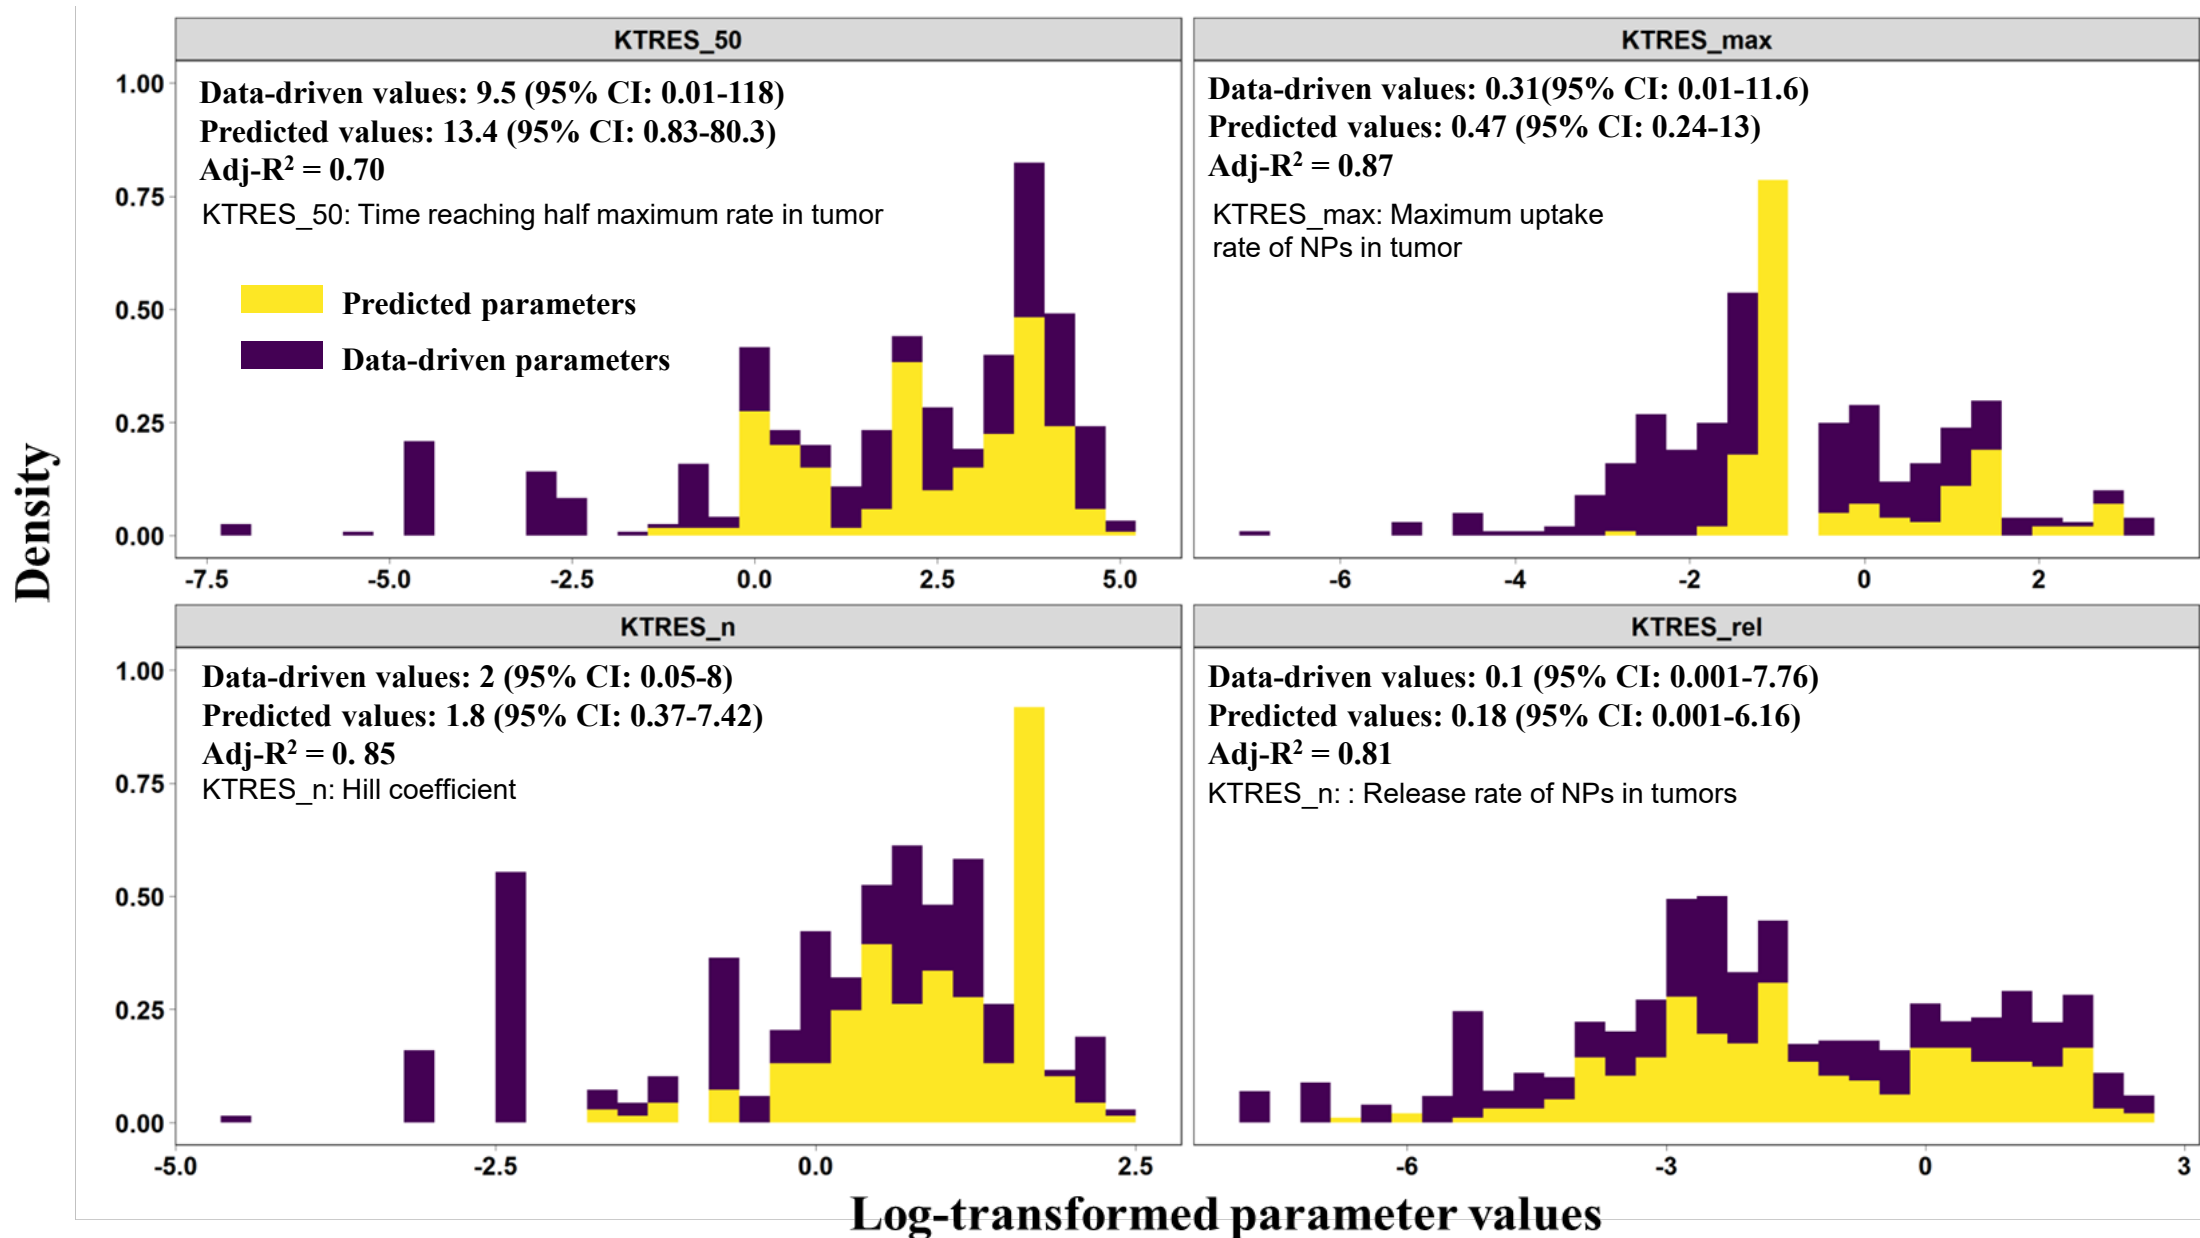 KTRES_50
Data-driven values: 9.5 (95% CI: 0.01-118)
Predicted values: 13.4 (95% CI: 0.83-80.3)
Adj-R² = 0.70
KTRES_50: Time reaching half maximum rate in tumor
Predicted parameters
Data-driven parameters
1.00
0.75
0.50
0.25
0.00
-7.5 -5.0 -2.5 0.0 2.5 5.0
KTRES_max
Data-driven values: 0.31(95% CI: 0.01-11.6)
Predicted values: 0.47 (95% CI: 0.24-13)
Adj-R² = 0.87
KTRES_max: Maximum uptake
rate of NPs in tumor
-6 -4 -2 0 2
Density
KTRES_n
Data-driven values: 2 (95% CI: 0.05-8)
Predicted values: 1.8 (95% CI: 0.37-7.42)
Adj-R² = 0. 85
KTRES_n: Hill coefficient
1.00
0.75
0.50
0.25
0.00
-5.0 -2.5 0.0 2.5
KTRES_rel
Data-driven values: 0.1 (95% CI: 0.001-7.76)
Predicted values: 0.18 (95% CI: 0.001-6.16)
Adj-R² = 0.81
KTRES_n: : Release rate of NPs in tumors
-6 -3 0 3
Log-transformed parameter values